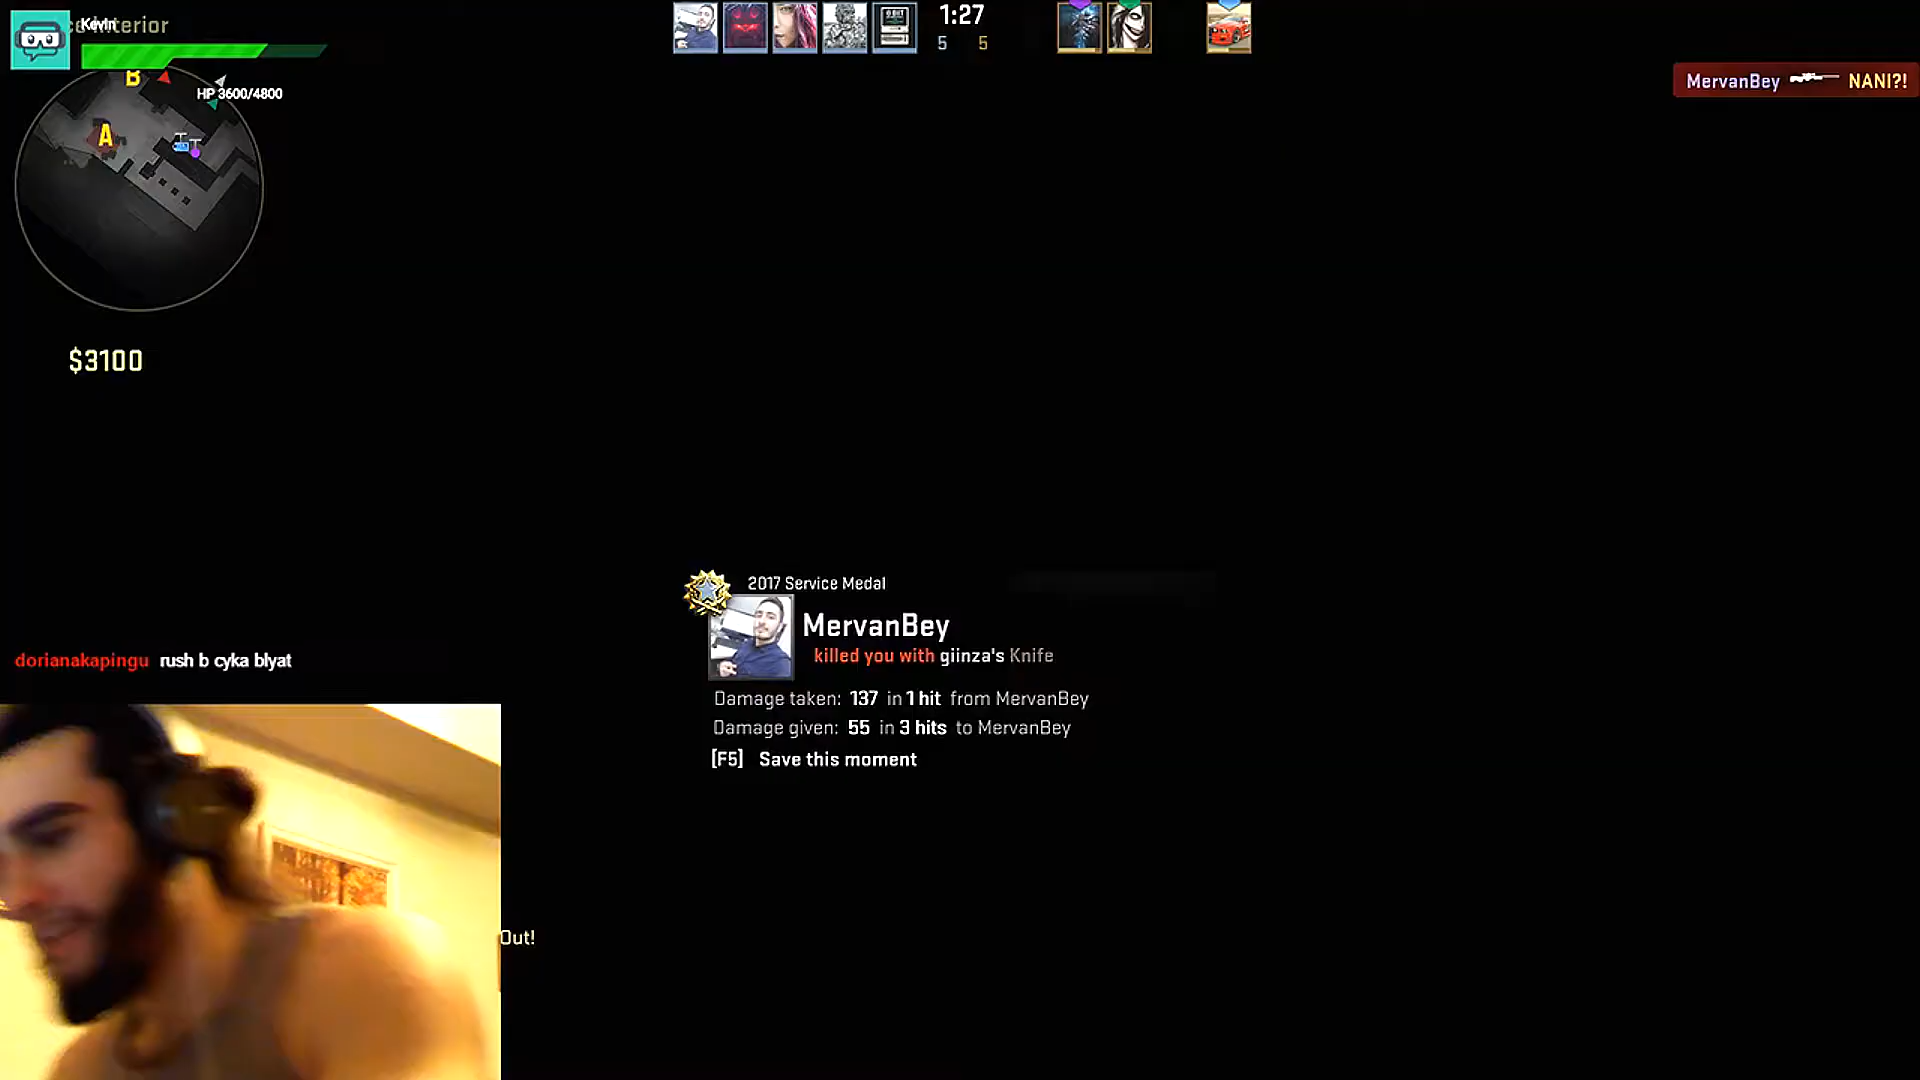 Kevin
ce Interior
1:27
5 5
MervanBey NANI?!
B
HP 3600/4800
A
$3100
2017 Service Medal
MervanBey
killed you with giinza's Knife
dorianakapingu rush b cyka blyat
Damage taken: 137 in 1 hit from MervanBey
Damage given: 55 in 3 hits to MervanBey
[F5] Save this moment
Out!